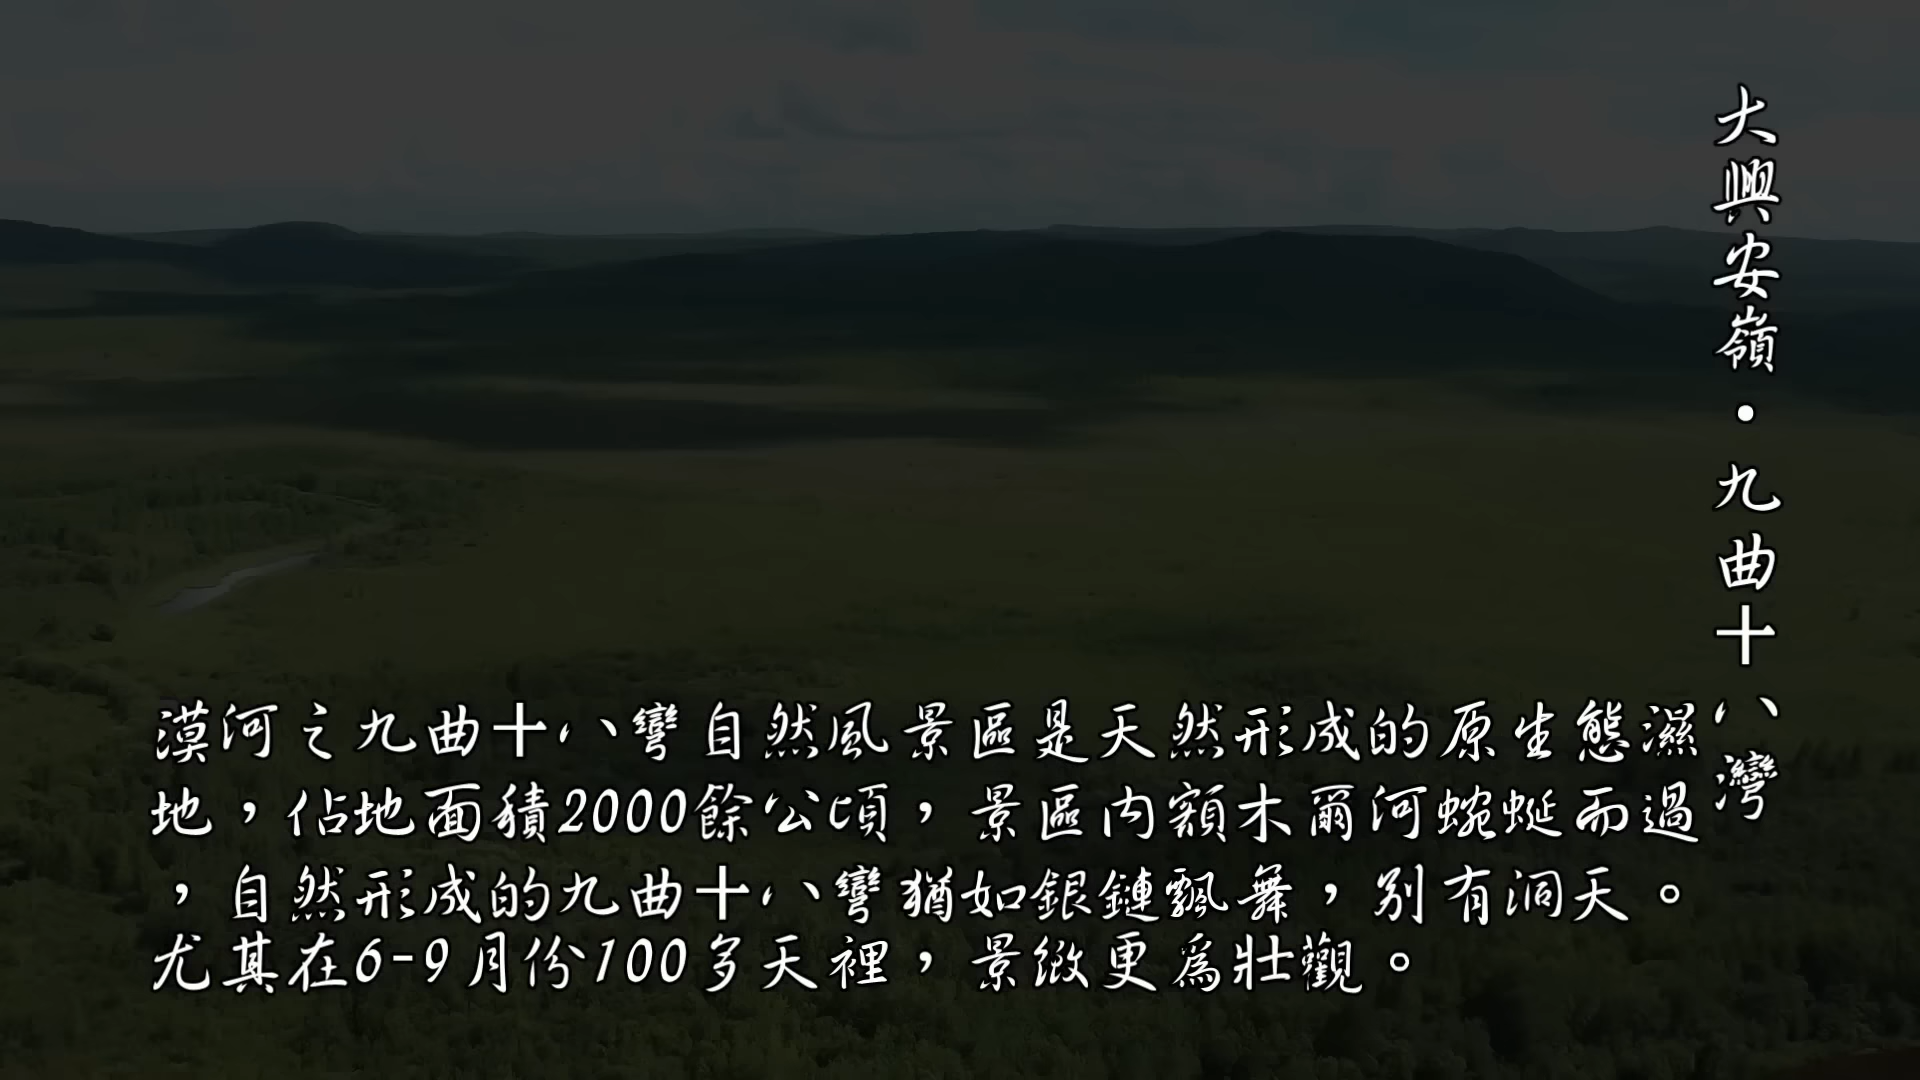 大興安嶺·九曲十八灣
漠河之九曲十八彎自然風景區是天然形成的原生態濕
地，佔地面積2000餘公頃，景區內額木爾河蜿蜒而過
，自然形成的九曲十八彎猶如銀鏈飄舞，別有洞天。
尤其在6-9月份100多天裡，景緻更為壯觀。